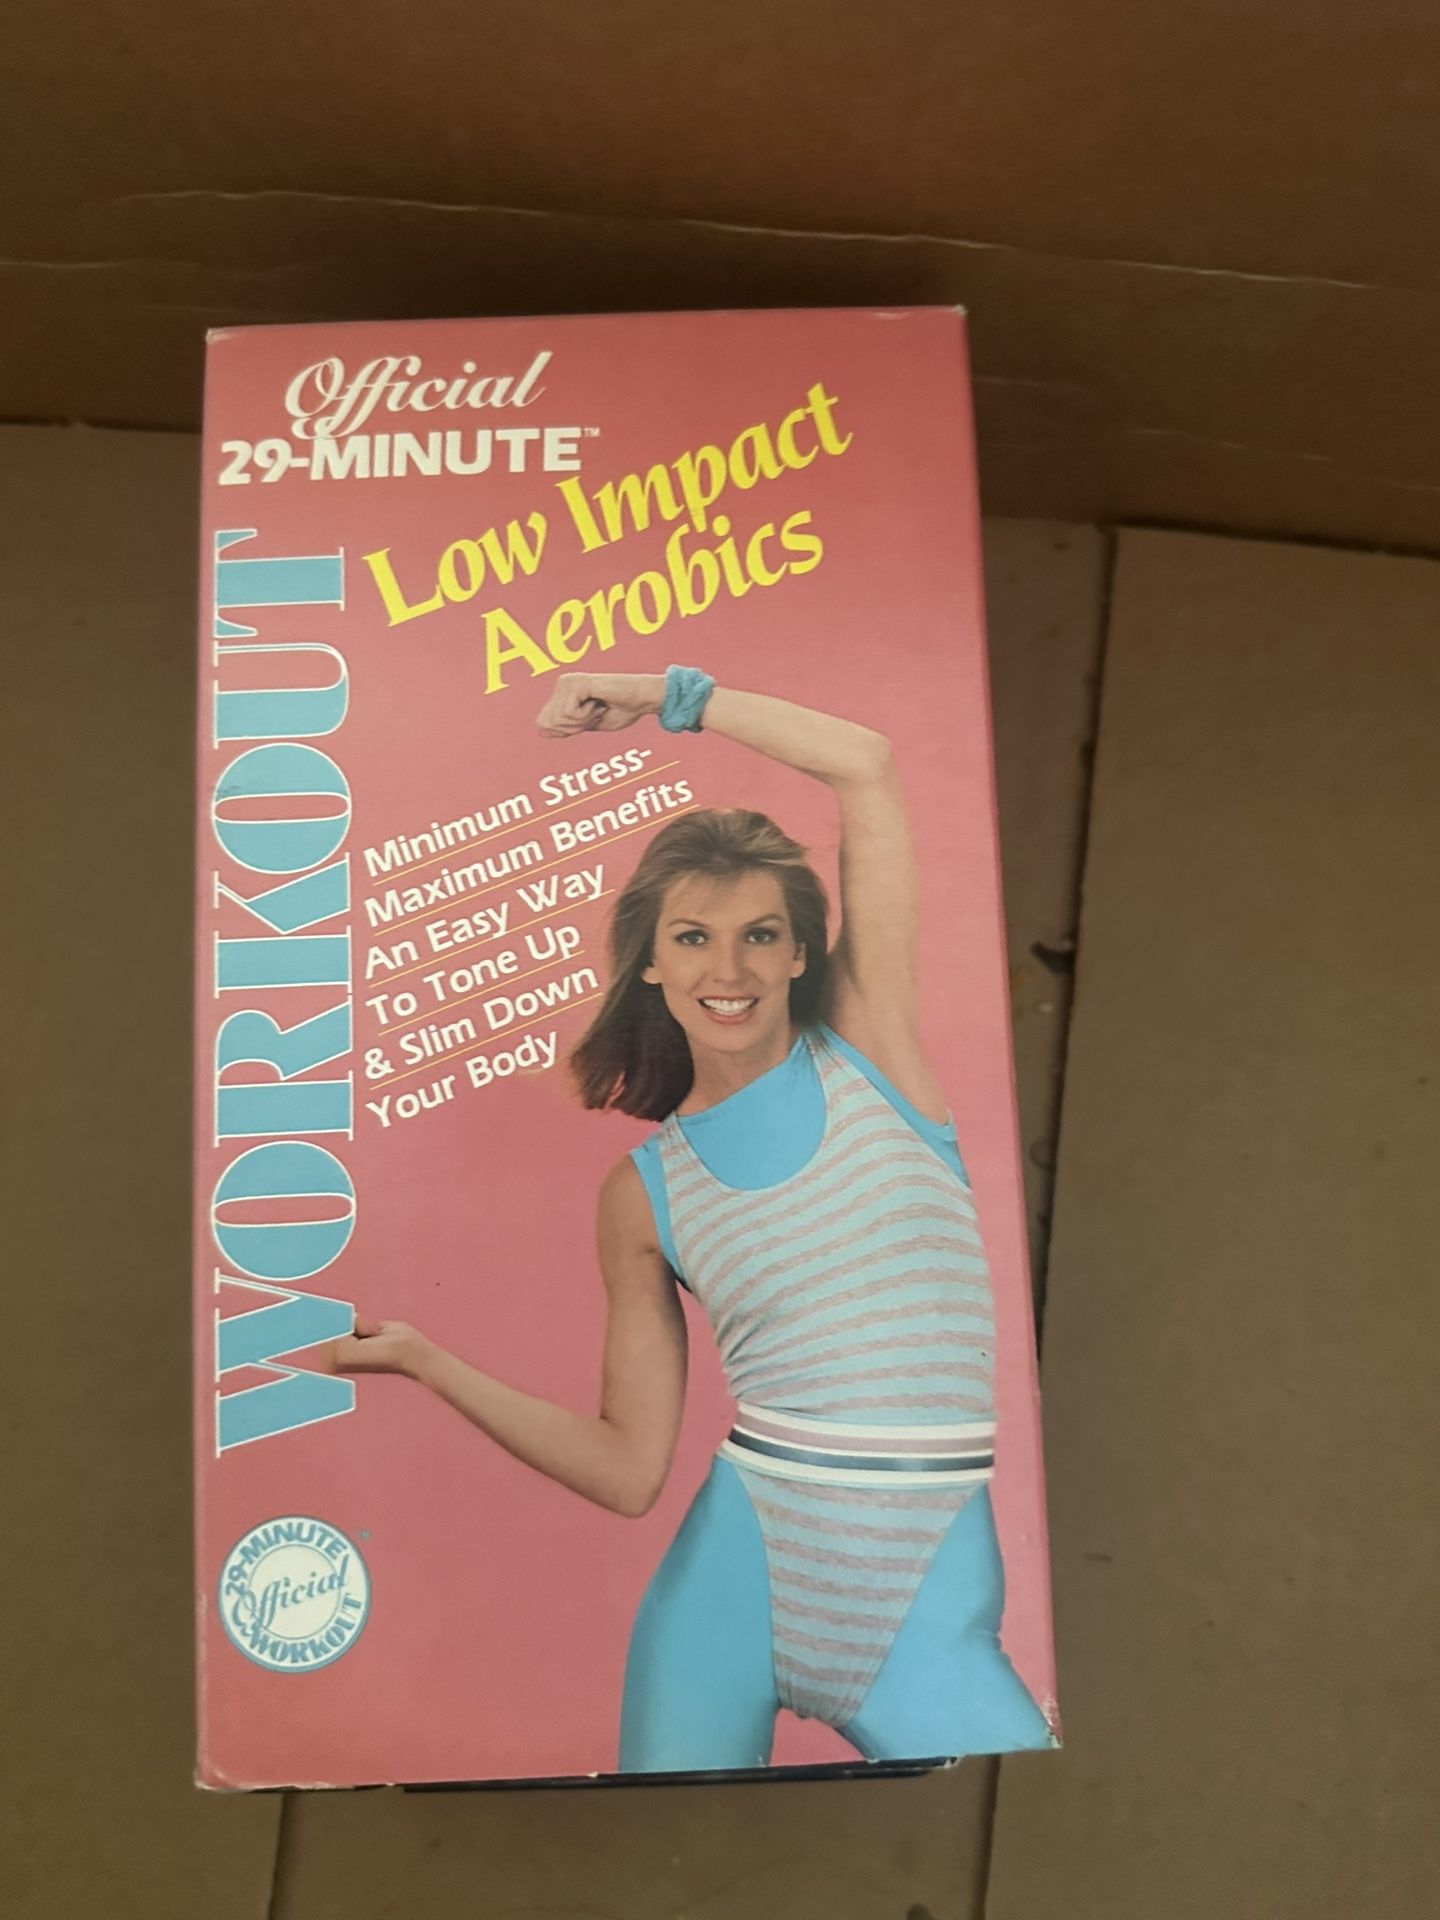 Official
29-MINUTE™
WORKOUT
Low Impact
Aerobics
Minimum Stress-
Maximum Benefits
An Easy Way
To Tone Up
& Slim Down
Your Body
29-MINUTE
Official
WORKOUT